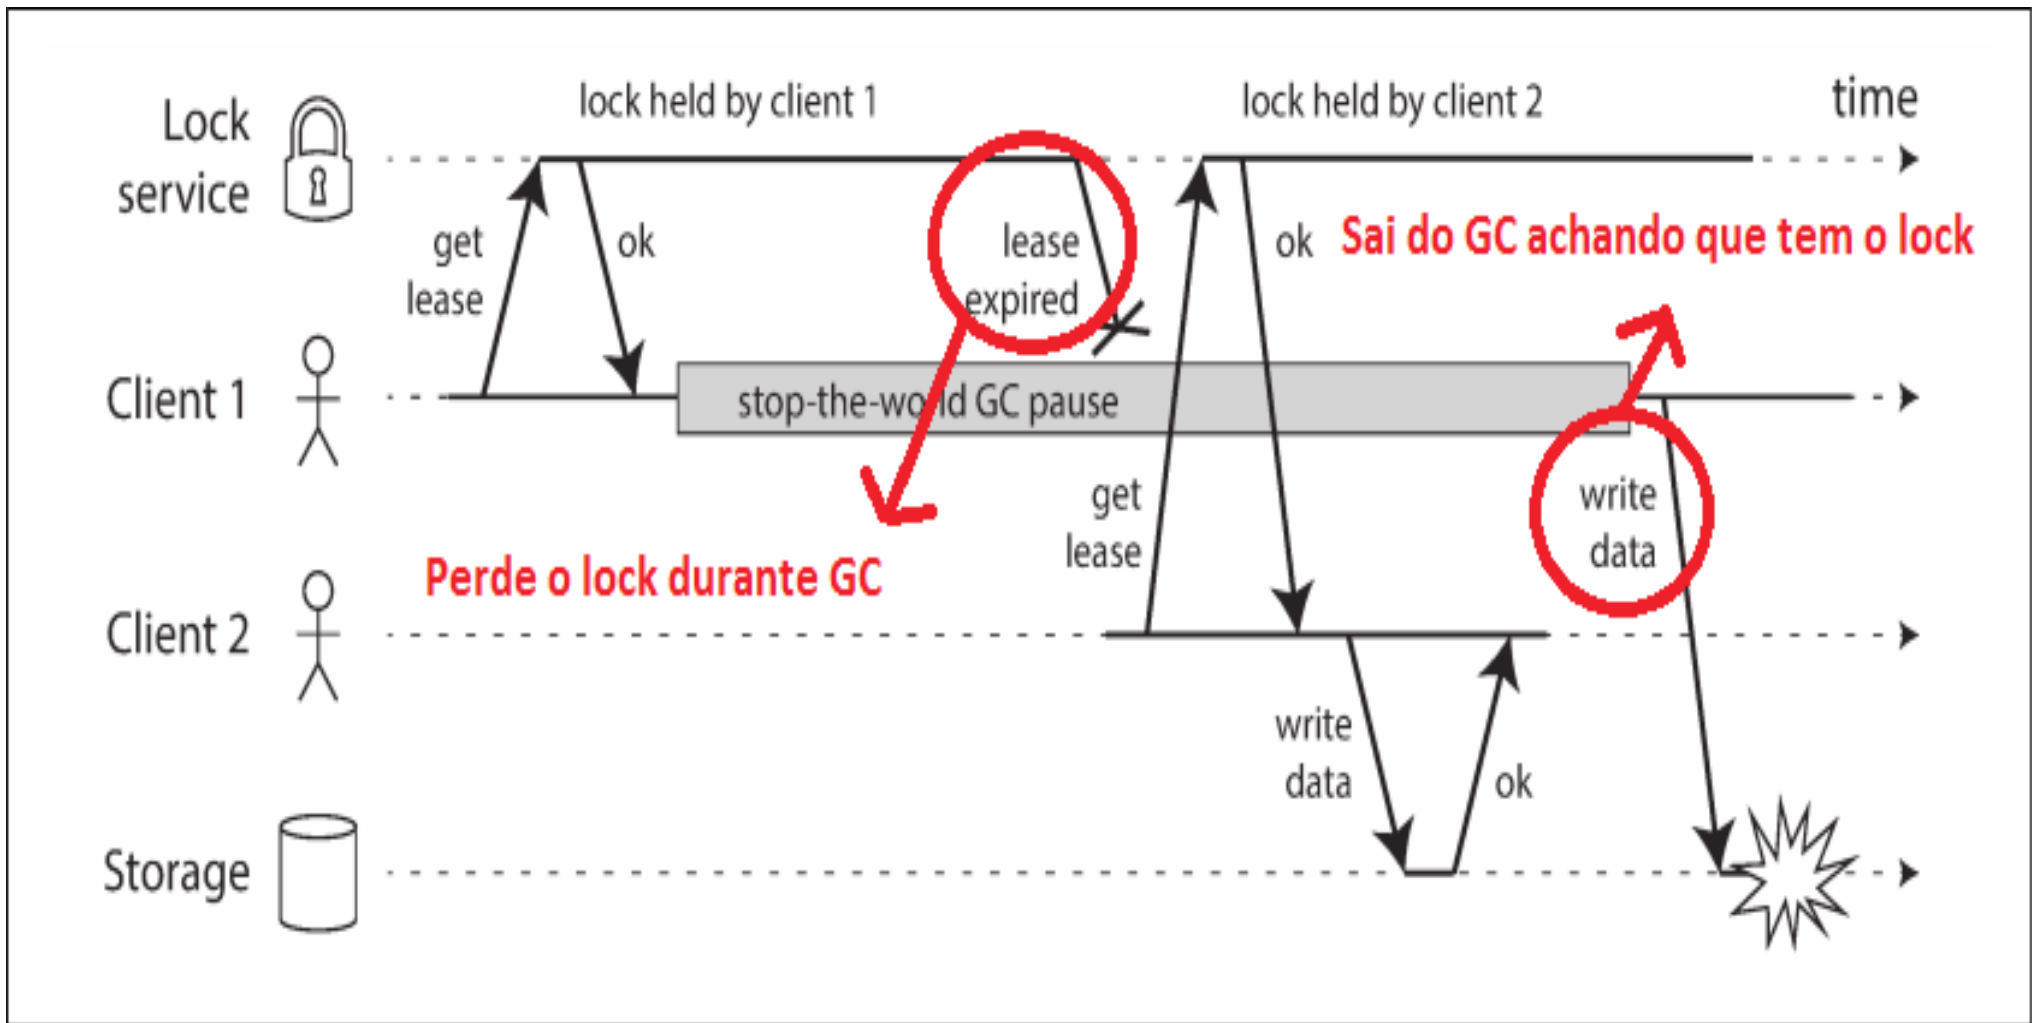 lock held by client 1
lock held by client 2
time
Lock
service
get
lease
ok
lease
expired
ok
Sai do GC achando que tem o lock
Client 1
stop-the-world GC pause
get
lease
write
data
Perde o lock durante GC
Client 2
write
data
ok
Storage